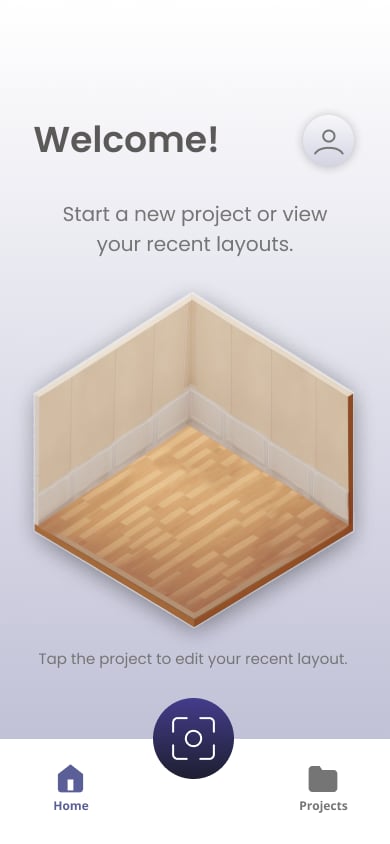 Welcome!
Start a new project or view
your recent layouts.
Tap the project to edit your recent layout.
Home
Projects